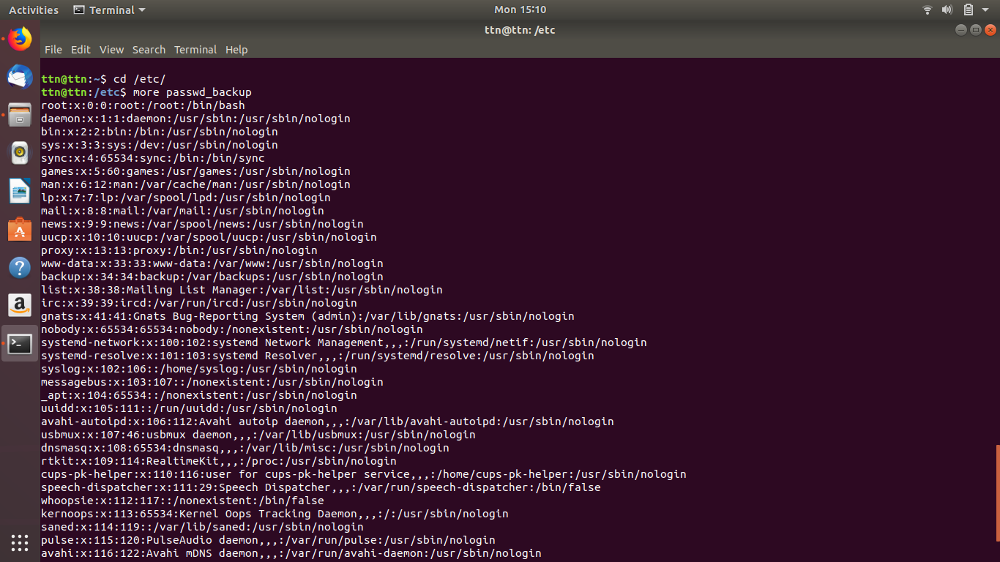 Activities Terminal Mon 15:10
ttn@ttn: /etc
File Edit View Search Terminal Help
ttn@ttn:~$ cd /etc/
ttn@ttn:/etc$ more passwd_backup
root:x:0:0:root:/root:/bin/bash
daemon:x:1:1:daemon:/usr/sbin:/usr/sbin/nologin
bin:x:2:2:bin:/bin:/usr/sbin/nologin
sys:x:3:3:sys:/dev:/usr/sbin/nologin
sync:x:4:65534:sync:/bin:/bin/sync
games:x:5:60:games:/usr/games:/usr/sbin/nologin
man:x:6:12:man:/var/cache/man:/usr/sbin/nologin
lp:x:7:7:lp:/var/spool/lpd:/usr/sbin/nologin
mail:x:8:8:mail:/var/mail:/usr/sbin/nologin
news:x:9:9:news:/var/spool/news:/usr/sbin/nologin
uucp:x:10:10:uucp:/var/spool/uucp:/usr/sbin/nologin
proxy:x:13:13:proxy:/bin:/usr/sbin/nologin
www-data:x:33:33:www-data:/var/www:/usr/sbin/nologin
backup:x:34:34:backup:/var/backups:/usr/sbin/nologin
list:x:38:38:Mailing List Manager:/var/list:/usr/sbin/nologin
irc:x:39:39:ircd:/var/run/ircd:/usr/sbin/nologin
gnats:x:41:41:Gnats Bug-Reporting System (admin):/var/lib/gnats:/usr/sbin/nologin
nobody:x:65534:65534:nobody:/nonexistent:/usr/sbin/nologin
systemd-network:x:100:102:systemd Network Management,,,:/run/systemd/netif:/usr/sbin/nologin
systemd-resolve:x:101:103:systemd Resolver,,,:/run/systemd/resolve:/usr/sbin/nologin
syslog:x:102:106::/home/syslog:/usr/sbin/nologin
messagebus:x:103:107::/nonexistent:/usr/sbin/nologin
_apt:x:104:65534::/nonexistent:/usr/sbin/nologin
uuidd:x:105:111::/run/uuidd:/usr/sbin/nologin
avahi-autoipd:x:106:112:Avahi autoip daemon,,,:/var/lib/avahi-autoipd:/usr/sbin/nologin
usbmux:x:107:46:usbmux daemon,,,:/var/lib/usbmux:/usr/sbin/nologin
dnsmasq:x:108:65534:dnsmasq,,,:/var/lib/misc:/usr/sbin/nologin
rtkit:x:109:114:RealtimeKit,,,:/proc:/usr/sbin/nologin
cups-pk-helper:x:110:116:user for cups-pk-helper service,,,:/home/cups-pk-helper:/usr/sbin/nologin
speech-dispatcher:x:111:29:Speech Dispatcher,,,:/var/run/speech-dispatcher:/bin/false
whoopsie:x:112:117::/nonexistent:/bin/false
kernoops:x:113:65534:Kernel Oops Tracking Daemon,,,:/:/usr/sbin/nologin
saned:x:114:119::/var/lib/saned:/usr/sbin/nologin
pulse:x:115:120:PulseAudio daemon,,,:/var/run/pulse:/usr/sbin/nologin
avahi:x:116:122:Avahi mDNS daemon,,,:/var/run/avahi-daemon:/usr/sbin/nologin